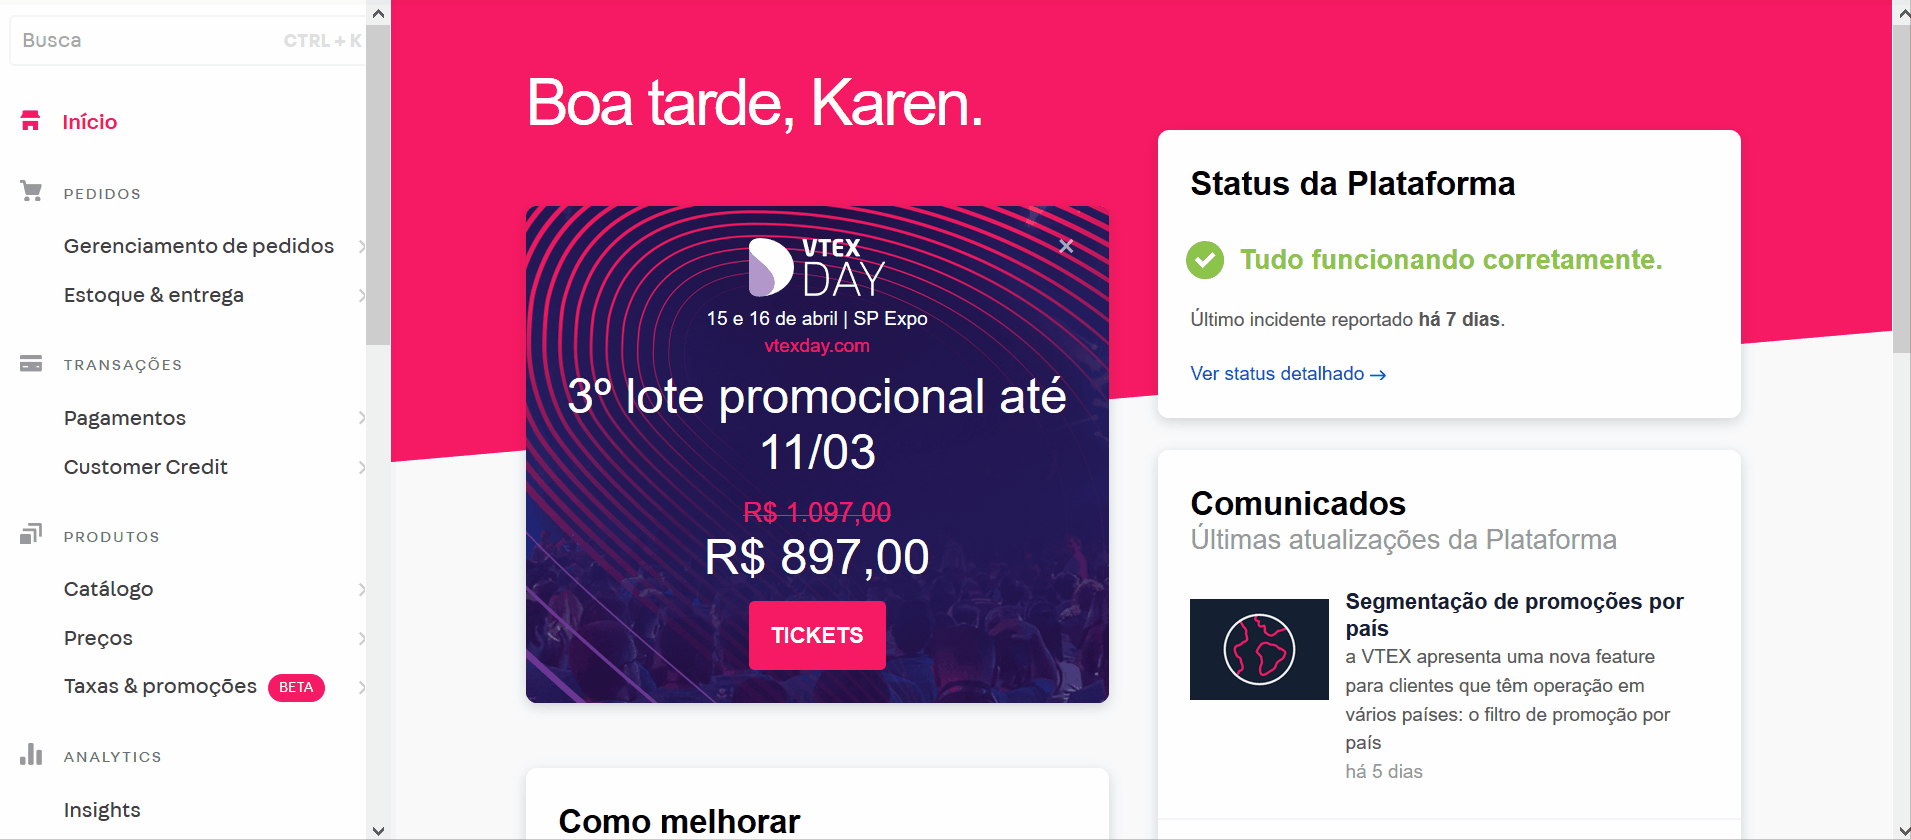 Busca CTRL + K
Início
PEDIDOS
Gerenciamento de pedidos
Estoque & entrega
TRANSAÇÕES
Pagamentos
Customer Credit
PRODUTOS
Catálogo
Preços
Taxas & promoções BETA
ANALYTICS
Insights
Boa tarde, Karen.
VTEX
DAY
15 e 16 de abril | SP Expo
vtexday.com
3º lote promocional até
11/03
R$ 1.097,00
R$ 897,00
TICKETS
Como melhorar
Status da Plataforma
Tudo funcionando corretamente.
Último incidente reportado há 7 dias.
Ver status detalhado →
Comunicados
Últimas atualizações da Plataforma
Segmentação de promoções por
país
a VTEX apresenta uma nova feature
para clientes que têm operação em
vários países: o filtro de promoção por
país
há 5 dias